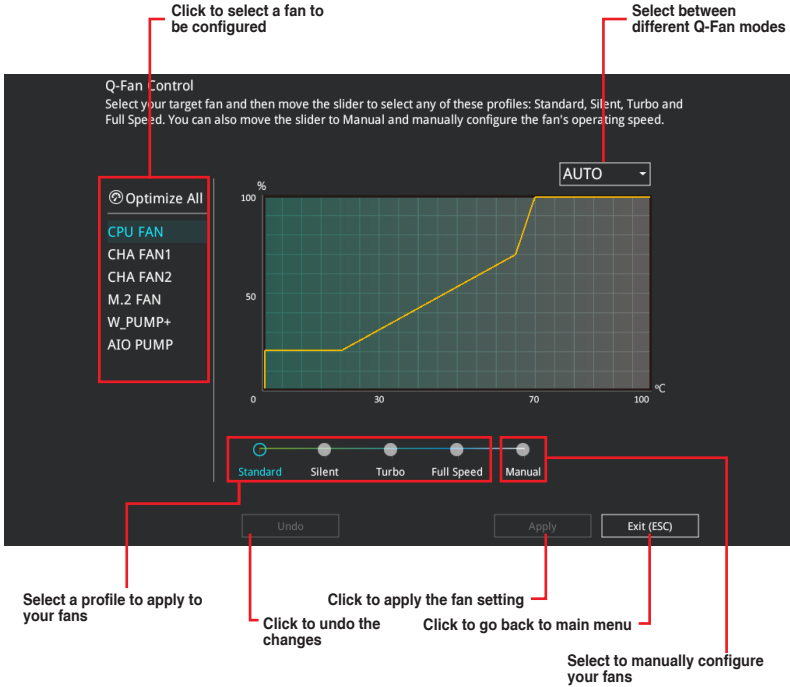 Click to select a fan to
be configured
Select between
different Q-Fan modes
Q-Fan Control
Select your target fan and then move the slider to select any of these profiles: Standard, Silent, Turbo and
Full Speed. You can also move the slider to Manual and manually configure the fan's operating speed.
AUTO
Optimize All
CPU FAN
CHA FAN1
CHA FAN2
M.2 FAN
W_PUMP+
AIO PUMP
%
100
50
0
30
70
100
ºC
Standard
Silent
Turbo
Full Speed
Manual
Undo
Apply
Exit (ESC)
Select a profile to apply to
your fans
Click to undo the
changes
Click to apply the fan setting
Click to go back to main menu
Select to manually configure
your fans